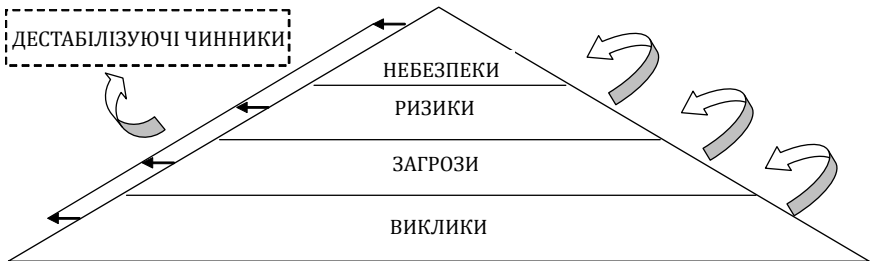 ДЕСТАБІЛІЗУЮЧІ ЧИННИКИ
НЕБЕЗПЕКИ
РИЗИКИ
ЗАГРОЗИ
ВИКЛИКИ